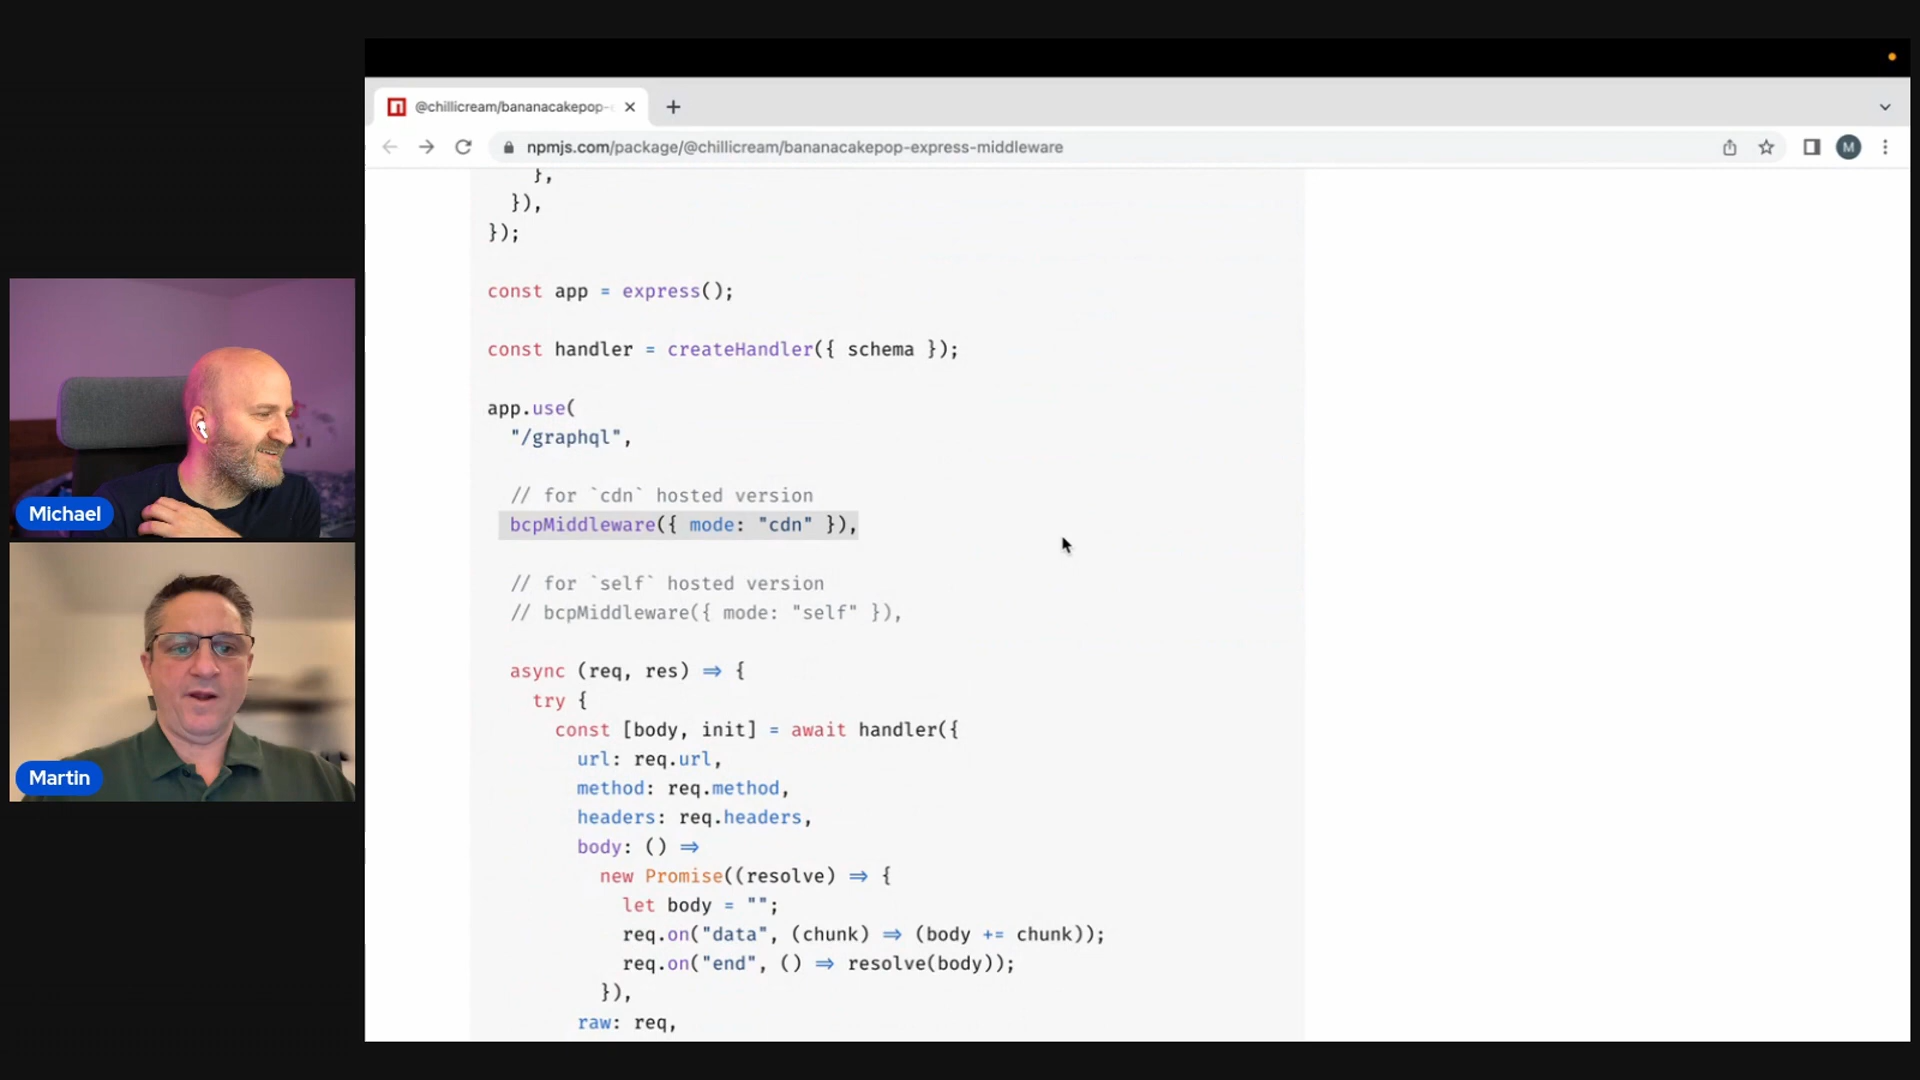 @chillicream/bananacakepop-
npmjs.com/package/@chillicream/bananacakepop-express-middleware
M
},
}),
});
const app = express();
const handler = createHandler({ schema });
app.use(
"/graphql",
// for `cdn` hosted version
bcpMiddleware({ mode: "cdn" }),
// for `self` hosted version
// bcpMiddleware({ mode: "self" }),
async (req, res) => {
try {
const [body, init] = await handler({
url: req.url,
method: req.method,
headers: req.headers,
body: () =>
new Promise((resolve) => {
let body = "";
req.on("data", (chunk) => (body += chunk));
req.on("end", () => resolve(body));
}),
raw: req,
Michael
Martin